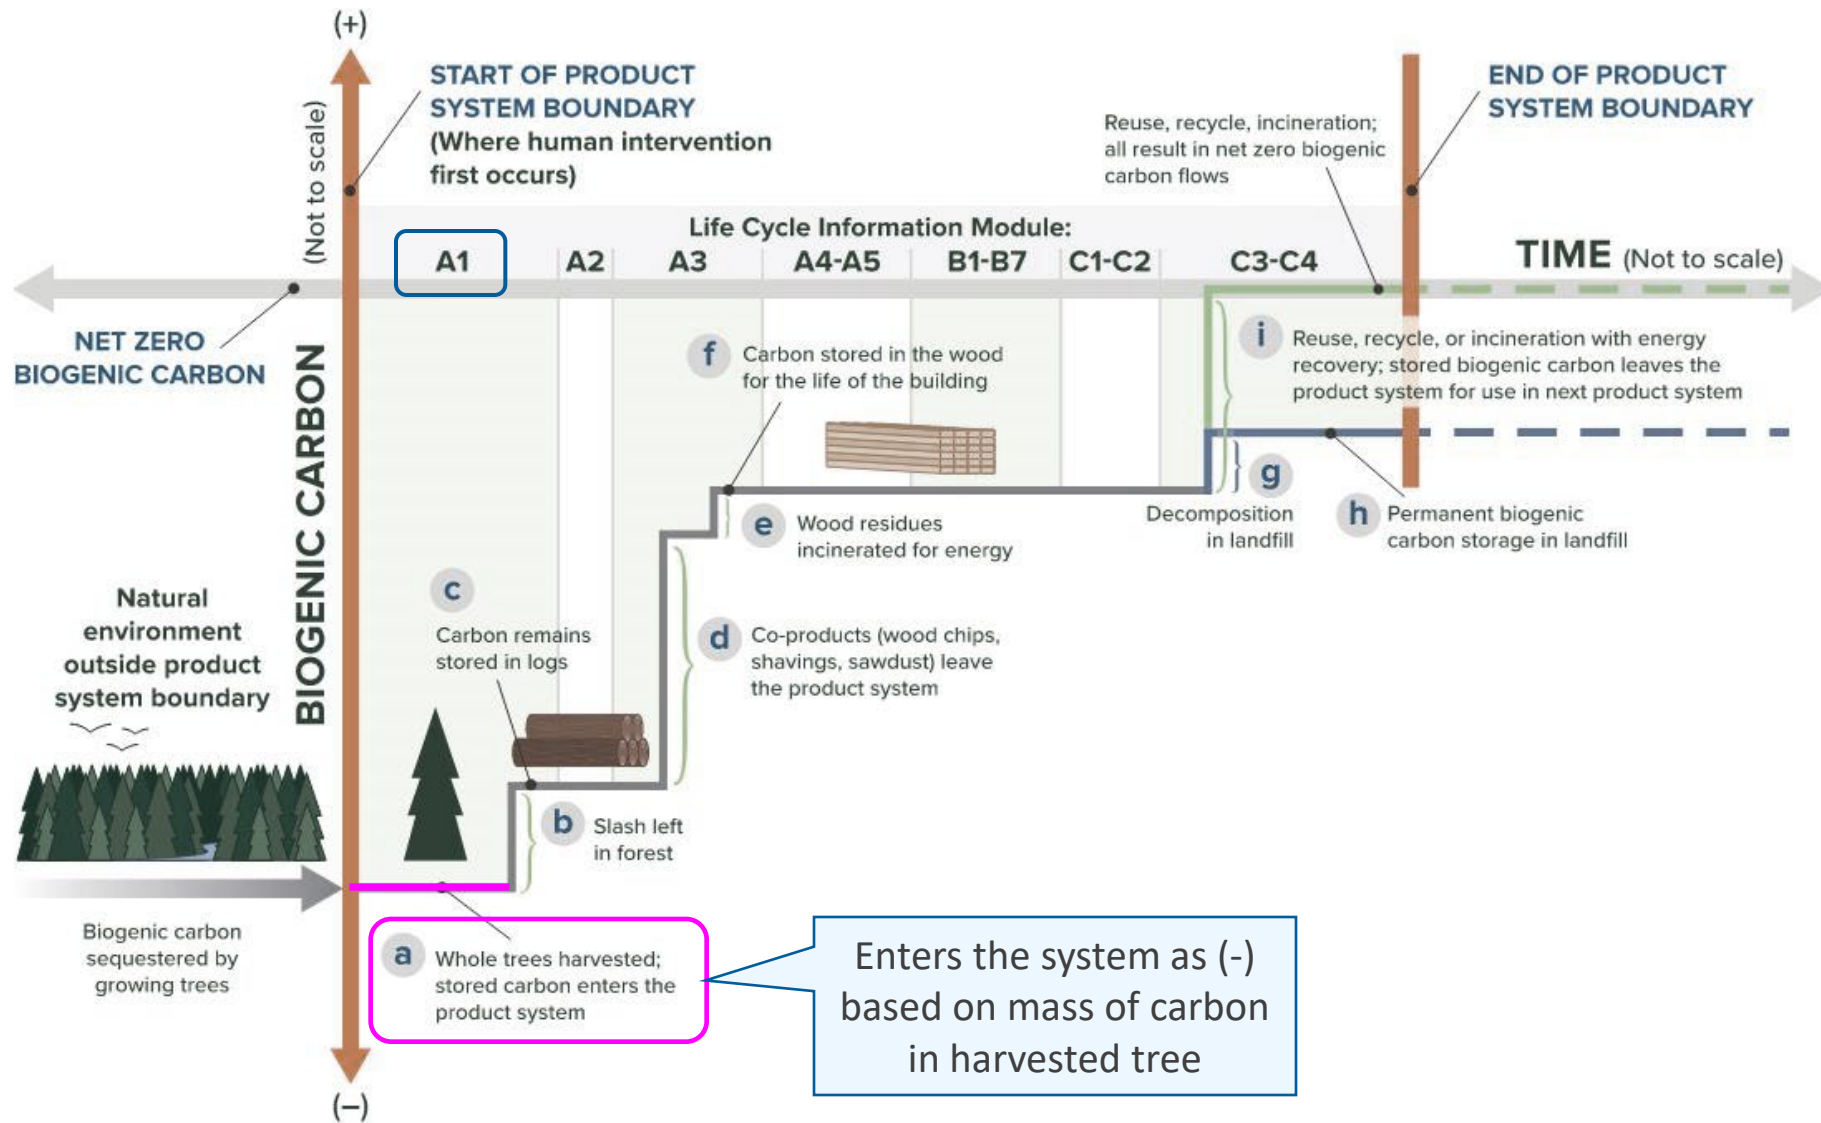 (+)
START OF PRODUCT
SYSTEM BOUNDARY
(Where human intervention
first occurs)
(Not to scale)
Reuse, recycle, incineration;
all result in net zero biogenic
carbon flows
END OF PRODUCT
SYSTEM BOUNDARY
Life Cycle Information Module:
A1
A2
A3
A4-A5
B1-B7
C1-C2
C3-C4
TIME (Not to scale)
NET ZERO
BIOGENIC CARBON
BIOGENIC CARBON
f
Carbon stored in the wood
for the life of the building
i
Reuse, recycle, or incineration with energy
recovery; stored biogenic carbon leaves the
product system for use in next product system
g
Decomposition
in landfill
h
Permanent biogenic
carbon storage in landfill
e
Wood residues
incinerated for energy
c
Carbon remains
stored in logs
d
Co-products (wood chips,
shavings, sawdust) leave
the product system
Natural
environment
outside product
system boundary
b
Slash left
in forest
Biogenic carbon
sequestered by
growing trees
a
Whole trees harvested;
stored carbon enters the
product system
Enters the system as (-)
based on mass of carbon
in harvested tree
(–)